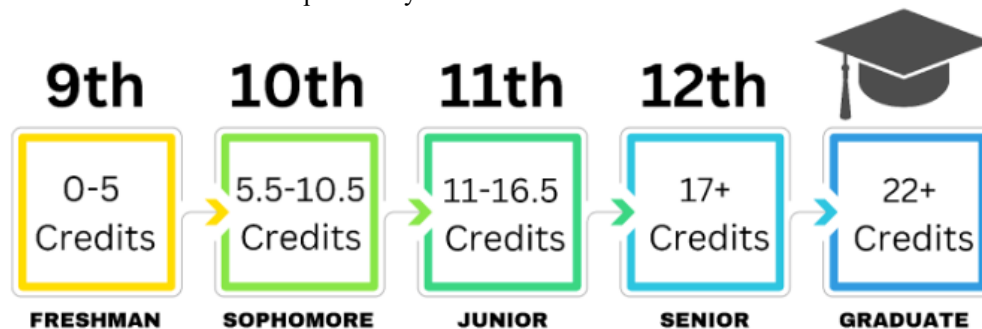 9th
0-5
Credits
FRESHMAN
10th
5.5-10.5
Credits
SOPHOMORE
11th
11-16.5
Credits
JUNIOR
12th
17+
Credits
SENIOR
22+
Credits
GRADUATE